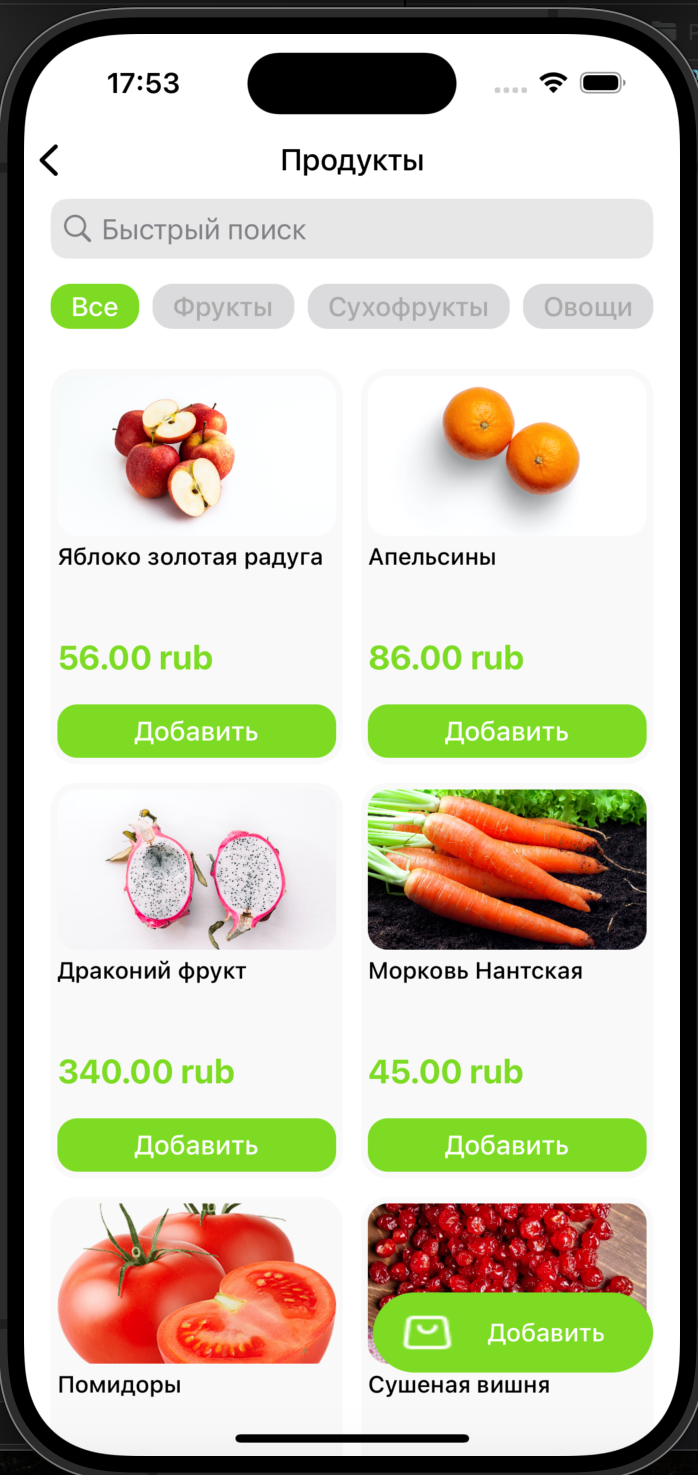 17:53
Продукты
Быстрый поиск
Все Фрукты Сухофрукты Овощи
Яблоко золотая радуга Апельсины
56.00 rub 86.00 rub
Добавить Добавить
Драконий фрукт Морковь Нантская
340.00 rub 45.00 rub
Добавить Добавить
Добавить
Помидоры Сушеная вишня